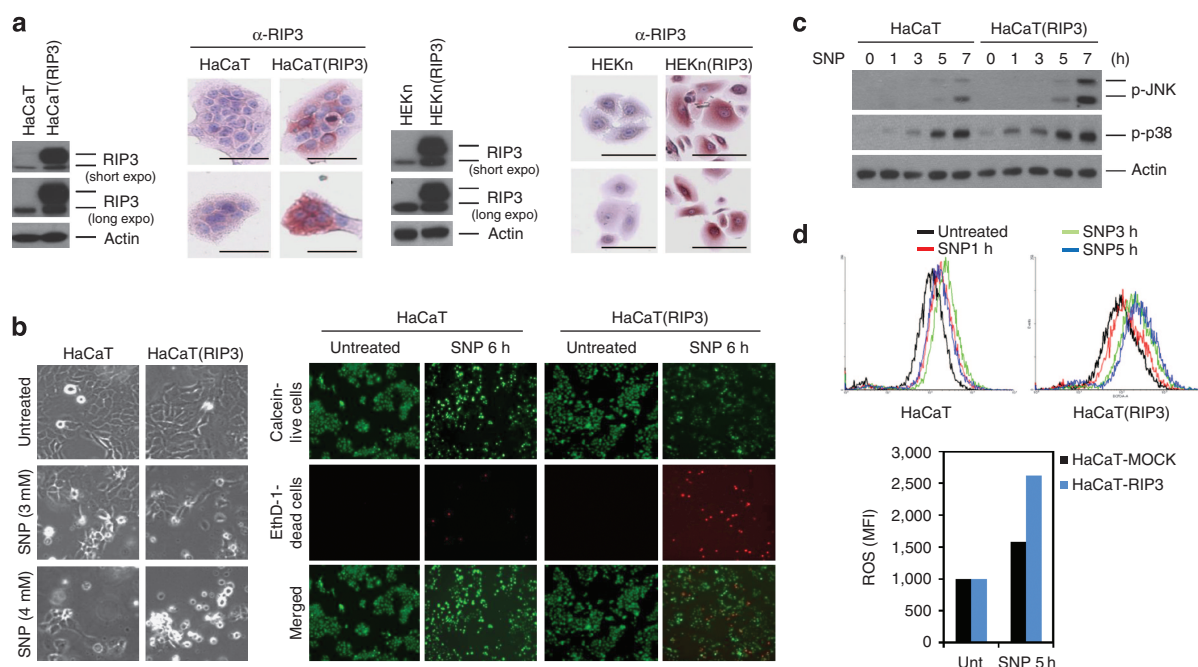 a
HaCaT
HaCaT(RIP3)
RIP3
(short expo)
RIP3
(long expo)
Actin
α-RIP3
HaCaT HaCaT(RIP3)
HEKn
HEKn(RIP3)
RIP3
(short expo)
RIP3
(long expo)
Actin
α-RIP3
HEKn HEKn(RIP3)
b
HaCaT HaCaT(RIP3)
Untreated
SNP (3 mM)
SNP (4 mM)
HaCaT HaCaT(RIP3)
Untreated SNP 6 h Untreated SNP 6 h
Calcein-
live cells
EthD-1-
dead cells
Merged
c
HaCaT HaCaT(RIP3)
SNP 0 1 3 5 7 0 1 3 5 7 (h)
p-JNK
p-p38
Actin
d
Untreated SNP3 h
SNP1 h SNP5 h
HaCaT HaCaT(RIP3)
3,000
2,500
2,000
1,500
1,000
500
0
ROS (MFI)
HaCaT-MOCK
HaCaT-RIP3
Unt SNP 5 h